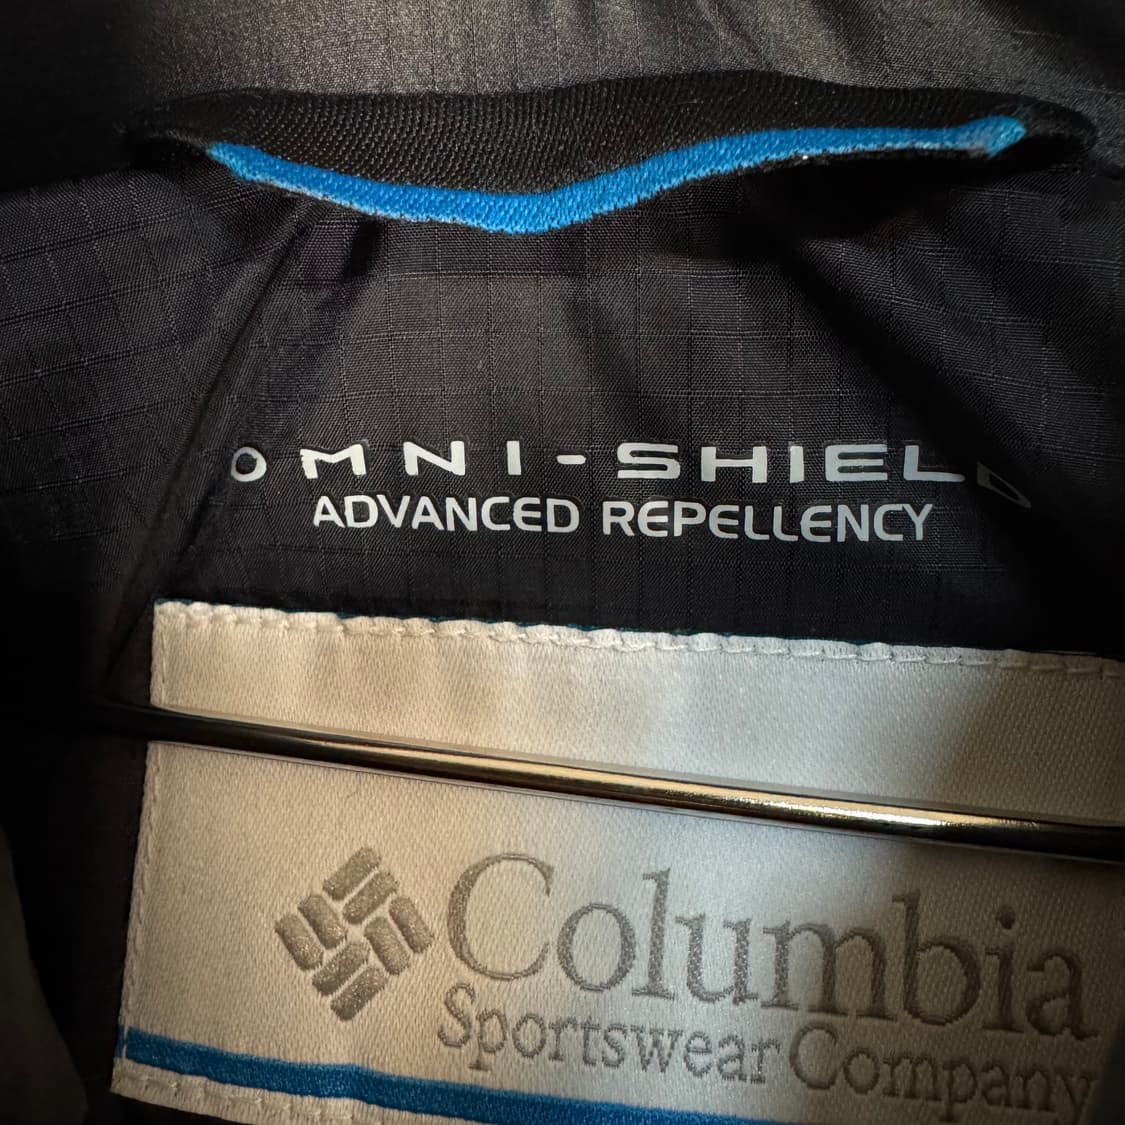 OMNI-SHIELD
ADVANCED REPELLENCY
Columbia
Sportswear Company